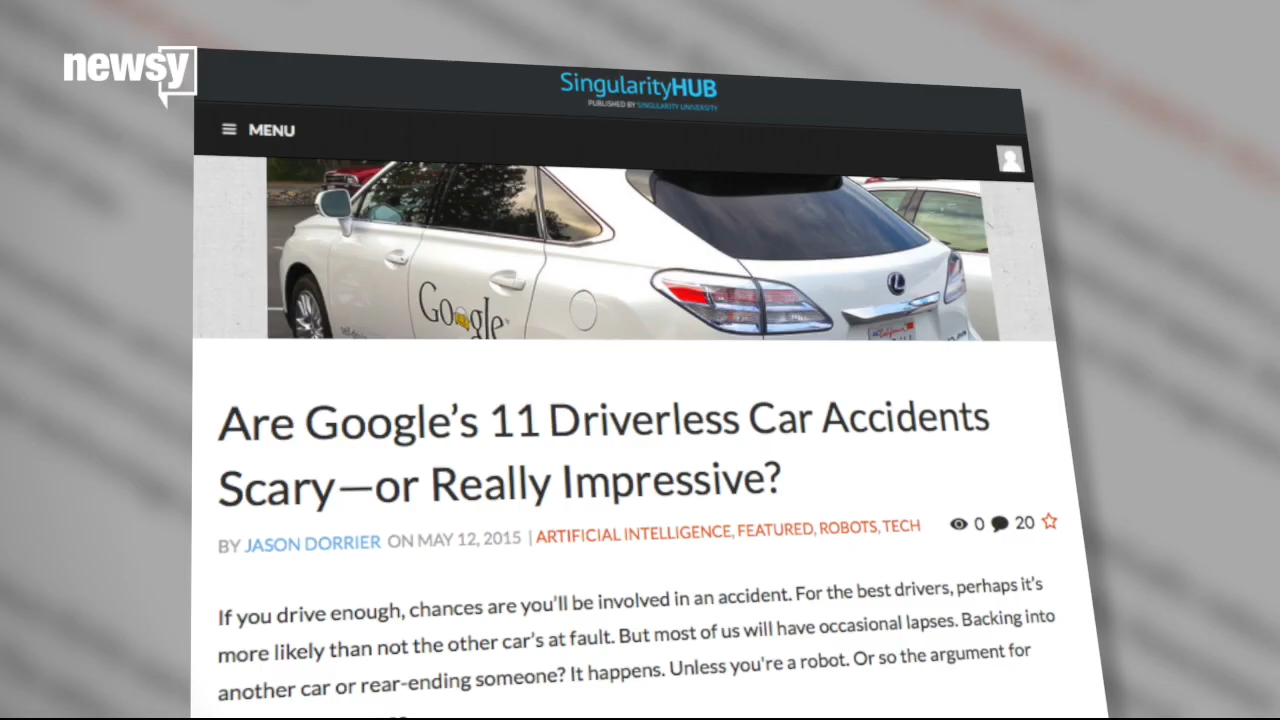 newsy
SingularityHUB
PUBLISHED BY SINGULARITY UNIVERSITY
MENU
Google
Are Google's 11 Driverless Car Accidents
Scary—or Really Impressive?
BY JASON DORRIER ON MAY 12, 2015 | ARTIFICIAL INTELLIGENCE, FEATURED, ROBOTS, TECH 0 20
If you drive enough, chances are you'll be involved in an accident. For the best drivers, perhaps it's
more likely than not the other car's at fault. But most of us will have occasional lapses. Backing into
another car or rear-ending someone? It happens. Unless you're a robot. Or so the argument for